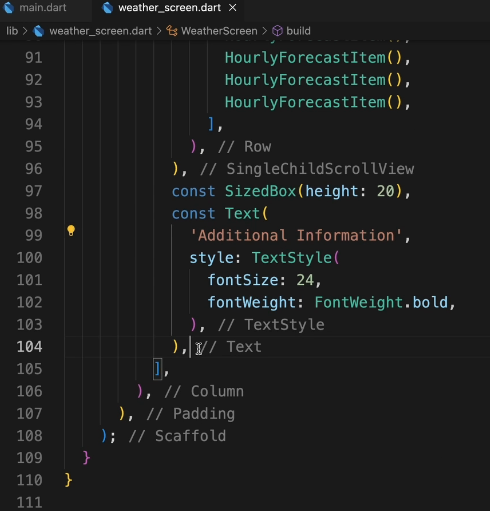 main.dart weather_screen.dart ×
lib > weather_screen.dart > WeatherScreen > build
91 HourlyForecastItem(),
92 HourlyForecastItem(),
93 HourlyForecastItem(),
94 ],
95 ), // Row
96 ), // SingleChildScrollView
97 const SizedBox(height: 20),
98 const Text(
99 'Additional Information',
100 style: TextStyle(
101 fontSize: 24,
102 fontWeight: FontWeight.bold,
103 ), // TextStyle
104 ), // Text
105 ],
106 ), // Column
107 ), // Padding
108 ); // Scaffold
109 }
110 }
111